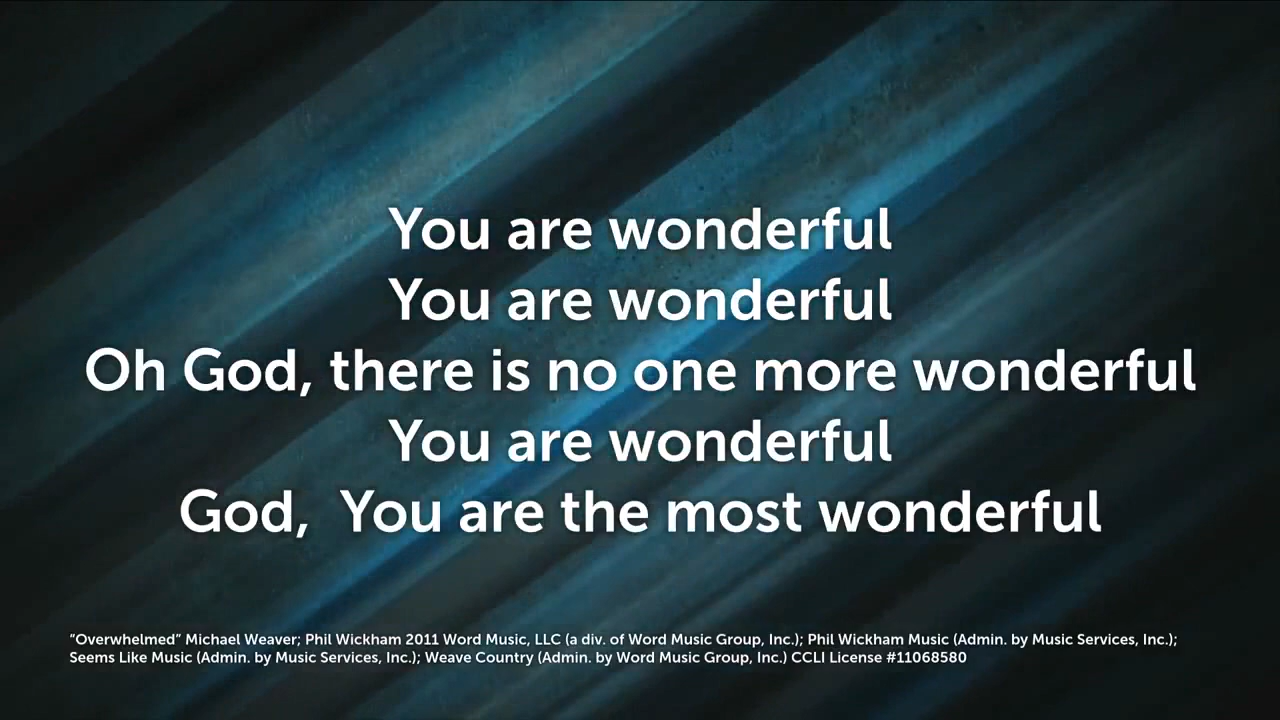 You are wonderful
You are wonderful
Oh God, there is no one more wonderful
You are wonderful
God,  You are the most wonderful
"Overwhelmed" Michael Weaver; Phil Wickham 2011 Word Music, LLC (a div. of Word Music Group, Inc.); Phil Wickham Music (Admin. by Music Services, Inc.);
Seems Like Music (Admin. by Music Services, Inc.); Weave Country (Admin. by Word Music Group, Inc.) CCLI License #11068580